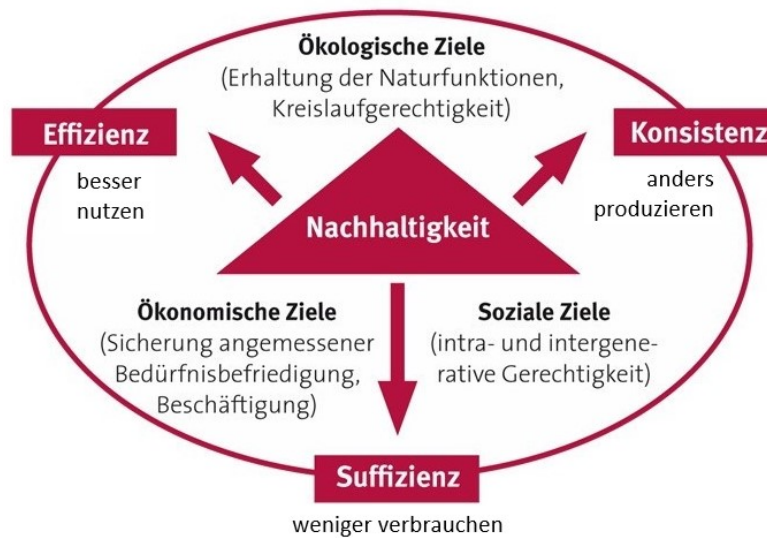 Ökologische Ziele
(Erhaltung der Naturfunktionen,
Kreislaufgerechtigkeit)
Effizienz
besser
nutzen
Konsistenz
anders
produzieren
Nachhaltigkeit
Ökonomische Ziele
(Sicherung angemessener
Bedürfnisbefriedigung,
Beschäftigung)
Soziale Ziele
(intra- und intergene-
rative Gerechtigkeit)
Suffizienz
weniger verbrauchen